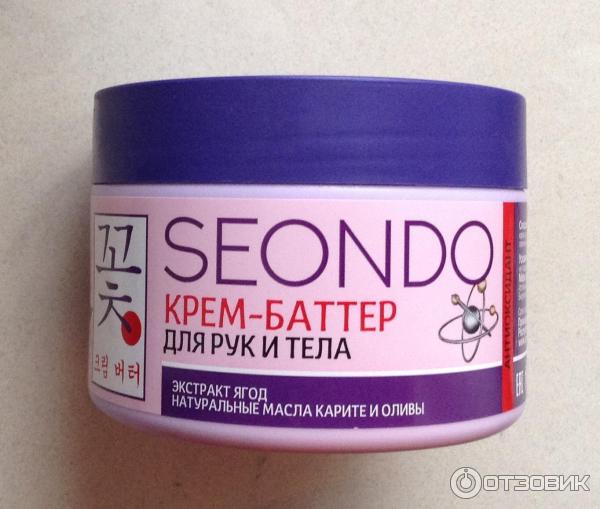 꽃
크림 버터
SEONDO
КРЕМ-БАТТЕР
ДЛЯ РУК И ТЕЛА
ЭКСТРАКТ ЯГОД
НАТУРАЛЬНЫЕ МАСЛА КАРИТЕ И ОЛИВЫ
АНТИОКСИДАНТ
EAC
ОТЗОВИК